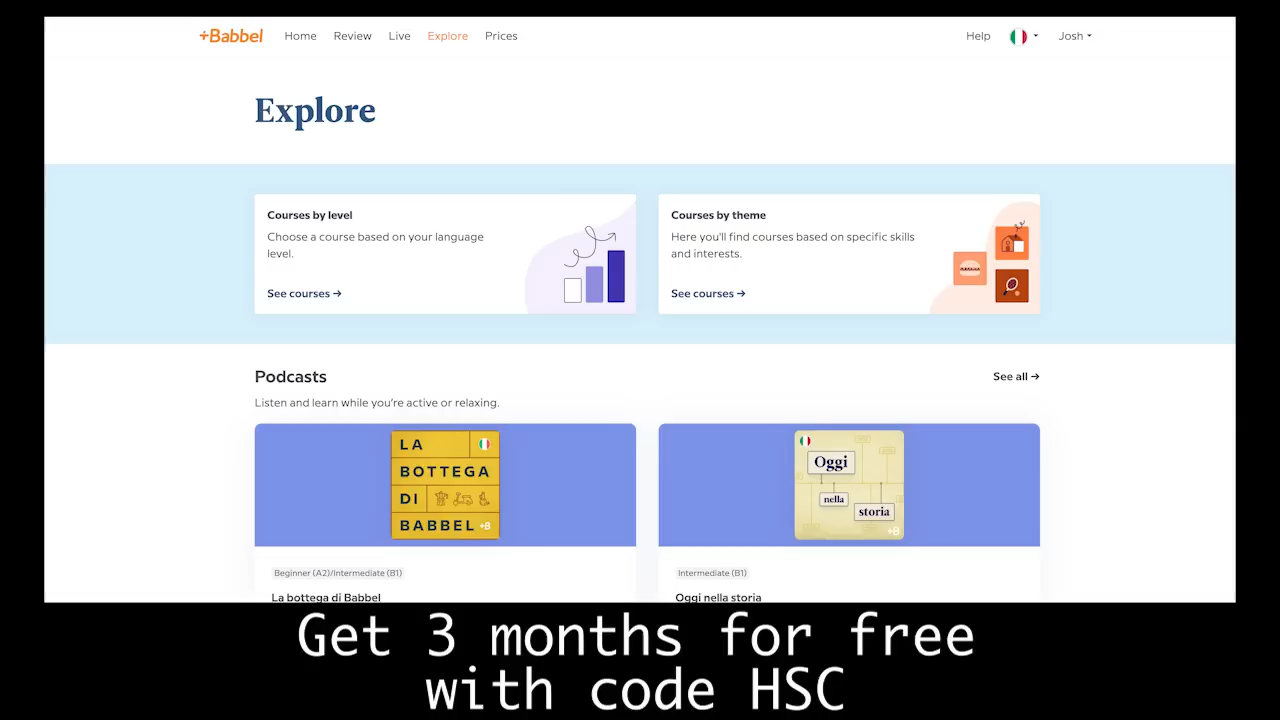 +Babbel Home Review Live Explore Prices Help Josh
Explore
Courses by level
Choose a course based on your language
level.
See courses →
Courses by theme
Here you'll find courses based on specific skills
and interests.
See courses →
Podcasts
See all →
Listen and learn while you're active or relaxing.
LA
BOTTEGA
DI
BABBEL +B
Oggi
nella
storia
+B
Beginner (A2)/Intermediate (B1)
La bottega di Babbel
Intermediate (B1)
Oggi nella storia
Get 3 months for free
with code HSC